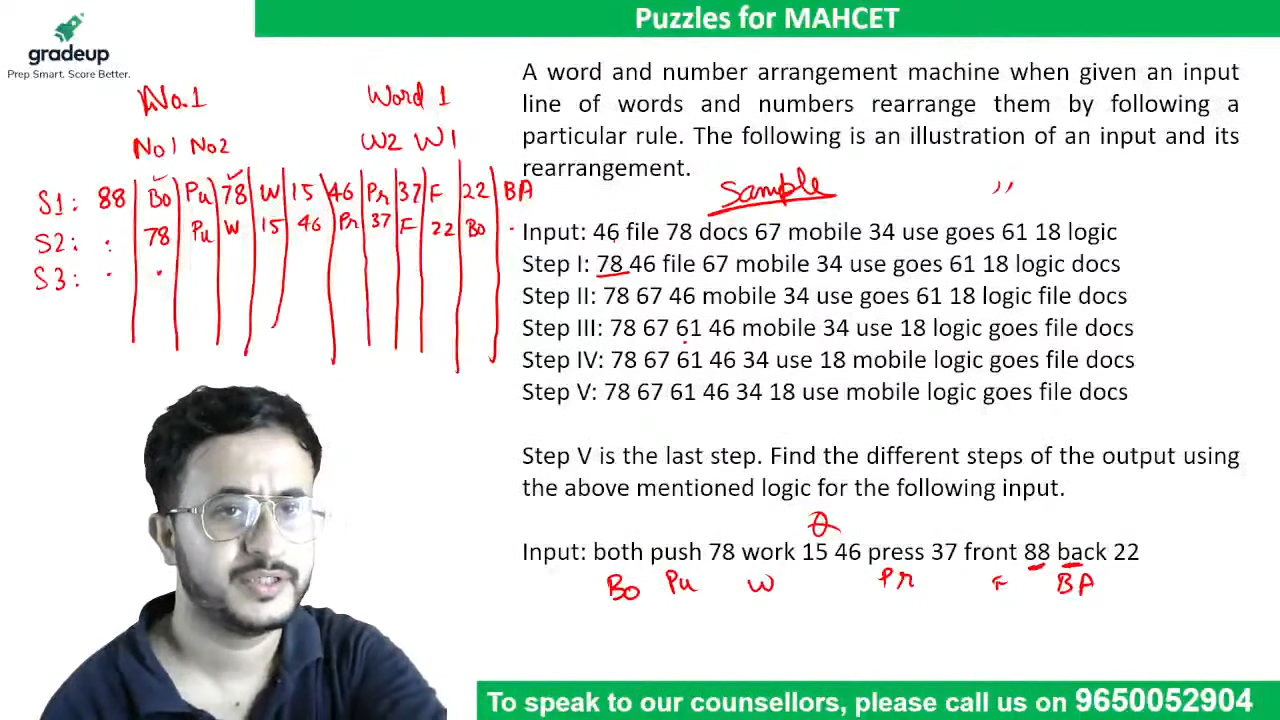 Puzzles for MAHCET
gradeup
Prep Smart. Score Better.
No.1 Word 1
No1 No2 W2 W1
S1: 88 Bo Pu 78 W 15 46 Pr 37 F 22 BA
S2: . 78 Pu W 15 46 Pr 37 F 22 Bo .
S3: . .
A word and number arrangement machine when given an input
line of words and numbers rearrange them by following a
particular rule. The following is an illustration of an input and its
rearrangement.
Sample
Input: 46 file 78 docs 67 mobile 34 use goes 61 18 logic
Step I: 78 46 file 67 mobile 34 use goes 61 18 logic docs
Step II: 78 67 46 mobile 34 use goes 61 18 logic file docs
Step III: 78 67 61 46 mobile 34 use 18 logic goes file docs
Step IV: 78 67 61 46 34 use 18 mobile logic goes file docs
Step V: 78 67 61 46 34 18 use mobile logic goes file docs
Step V is the last step. Find the different steps of the output using
the above mentioned logic for the following input.
Input: both push 78 work 15 46 press 37 front 88 back 22
Bo Pu W Pr F BA
To speak to our counsellors, please call us on 9650052904